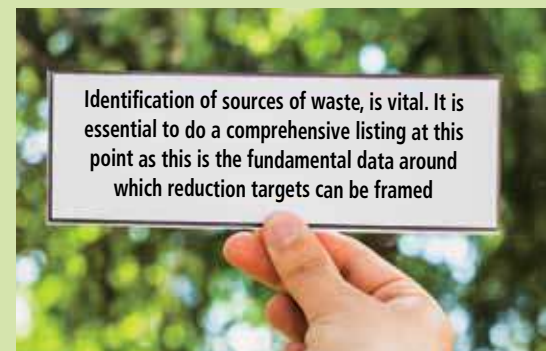 Identification of sources of waste, is vital. It is
essential to do a comprehensive listing at this
point as this is the fundamental data around
which reduction targets can be framed